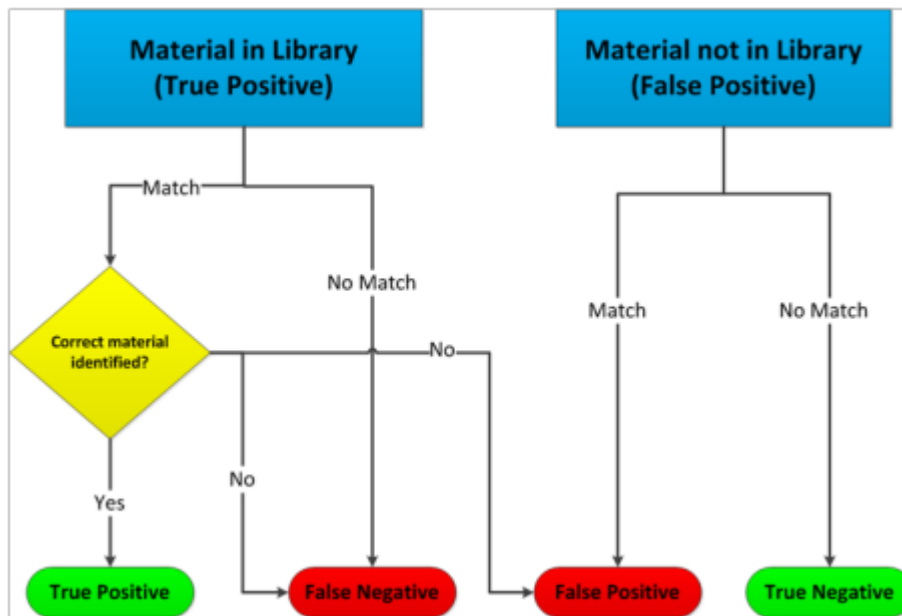 Material in Library
(True Positive)
Material not in Library
(False Positive)
Match
No Match
Match
No Match
Correct material
identified?
No
No
Yes
True Positive
False Negative
False Positive
True Negative